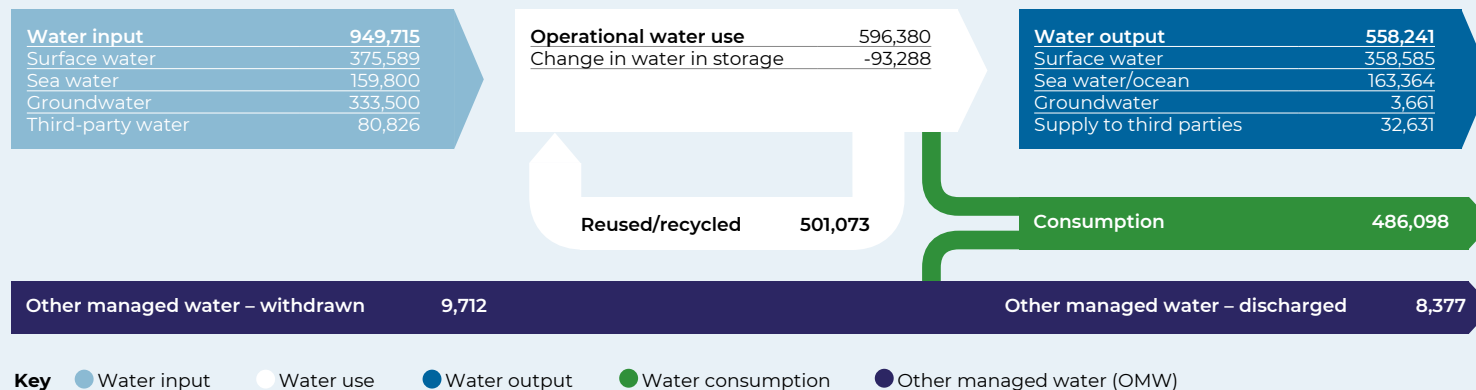 Water input 949,715
Surface water 375,589
Sea water 159,800
Groundwater 333,500
Third-party water 80,826
Operational water use 596,380
Change in water in storage -93,288
Water output 558,241
Surface water 358,585
Sea water/ocean 163,364
Groundwater 3,661
Supply to third parties 32,631
Reused/recycled 501,073
Consumption 486,098
Other managed water – withdrawn 9,712
Other managed water – discharged 8,377
Key Water input Water use Water output Water consumption Other managed water (OMW)